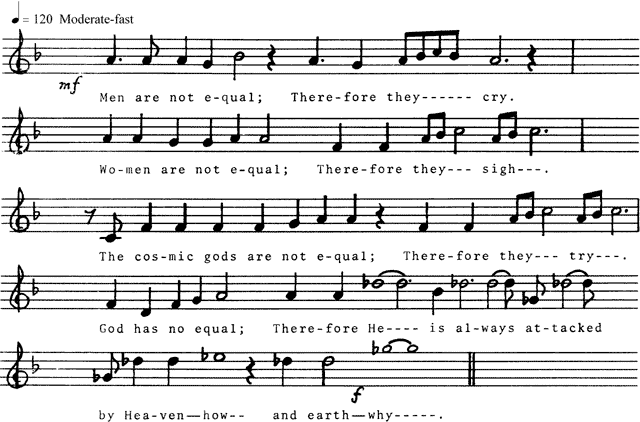 = 120 Moderate-fast
mf
Men are not e-qual; There-fore they------ cry.
Wo-men are not e-qual; There-fore they--- sigh---.
The cos-mic gods are not e-qual; There-fore they--- try---.
God has no equal; There-fore He---- is al-ways at-tacked
f
by Hea-ven—how-- and earth—why-----.